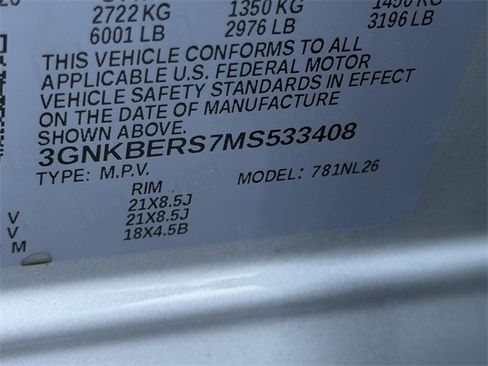 2722 KG 1350 KG 1450 KG
6001 LB 2976 LB 3196 LB
THIS VEHICLE CONFORMS TO ALL
APPLICABLE U.S. FEDERAL MOTOR
VEHICLE SAFETY STANDARDS IN EFFECT
ON THE DATE OF MANUFACTURE
SHOWN ABOVE.
3GNKBERS7MS533408
TYPE: M.P.V. MODEL: 781NL26
RIM
V 21X8.5J
V 21X8.5J
M 18X4.5B